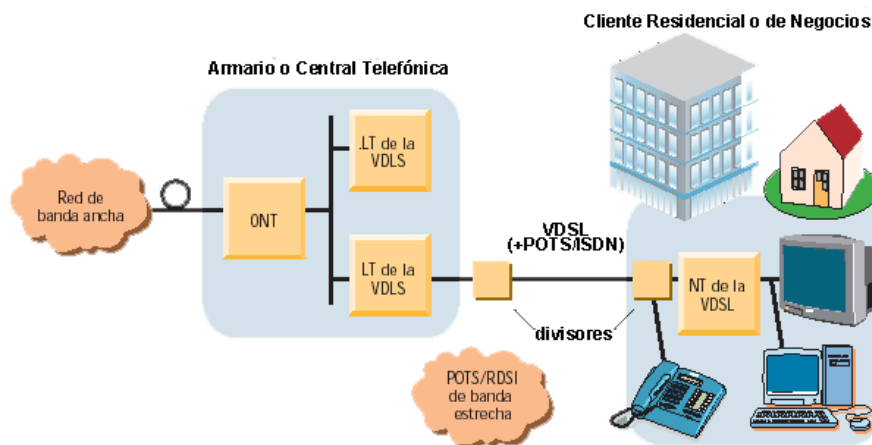 Cliente Residencial o de Negocios
Armario o Central Telefónica
.LT de la
VDLS
Red de
banda ancha
ONT
LT de la
VDLS
VDSL
(+POTS/ISDN)
NT de la
VDSL
divisores
POTS/RDSI
de banda
estrecha